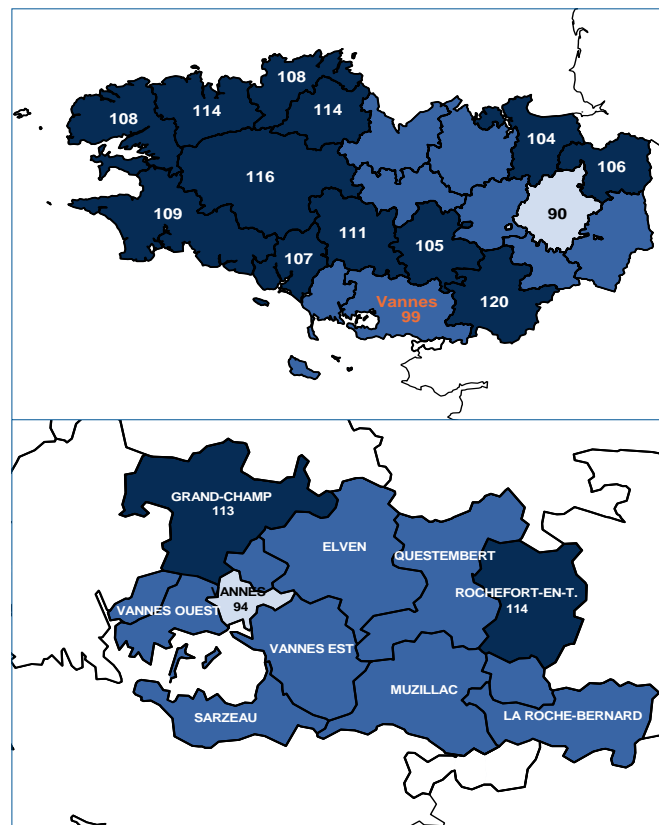 108
108
114
114
104
106
116
90
109
111
105
107
Vannes
99
120
GRAND-CHAMP
113
ELVEN
QUESTEMBERT
VANNES
94
ROCHEFORT-EN-T.
114
VANNES OUEST
VANNES EST
MUZILLAC
SARZEAU
LA ROCHE-BERNARD